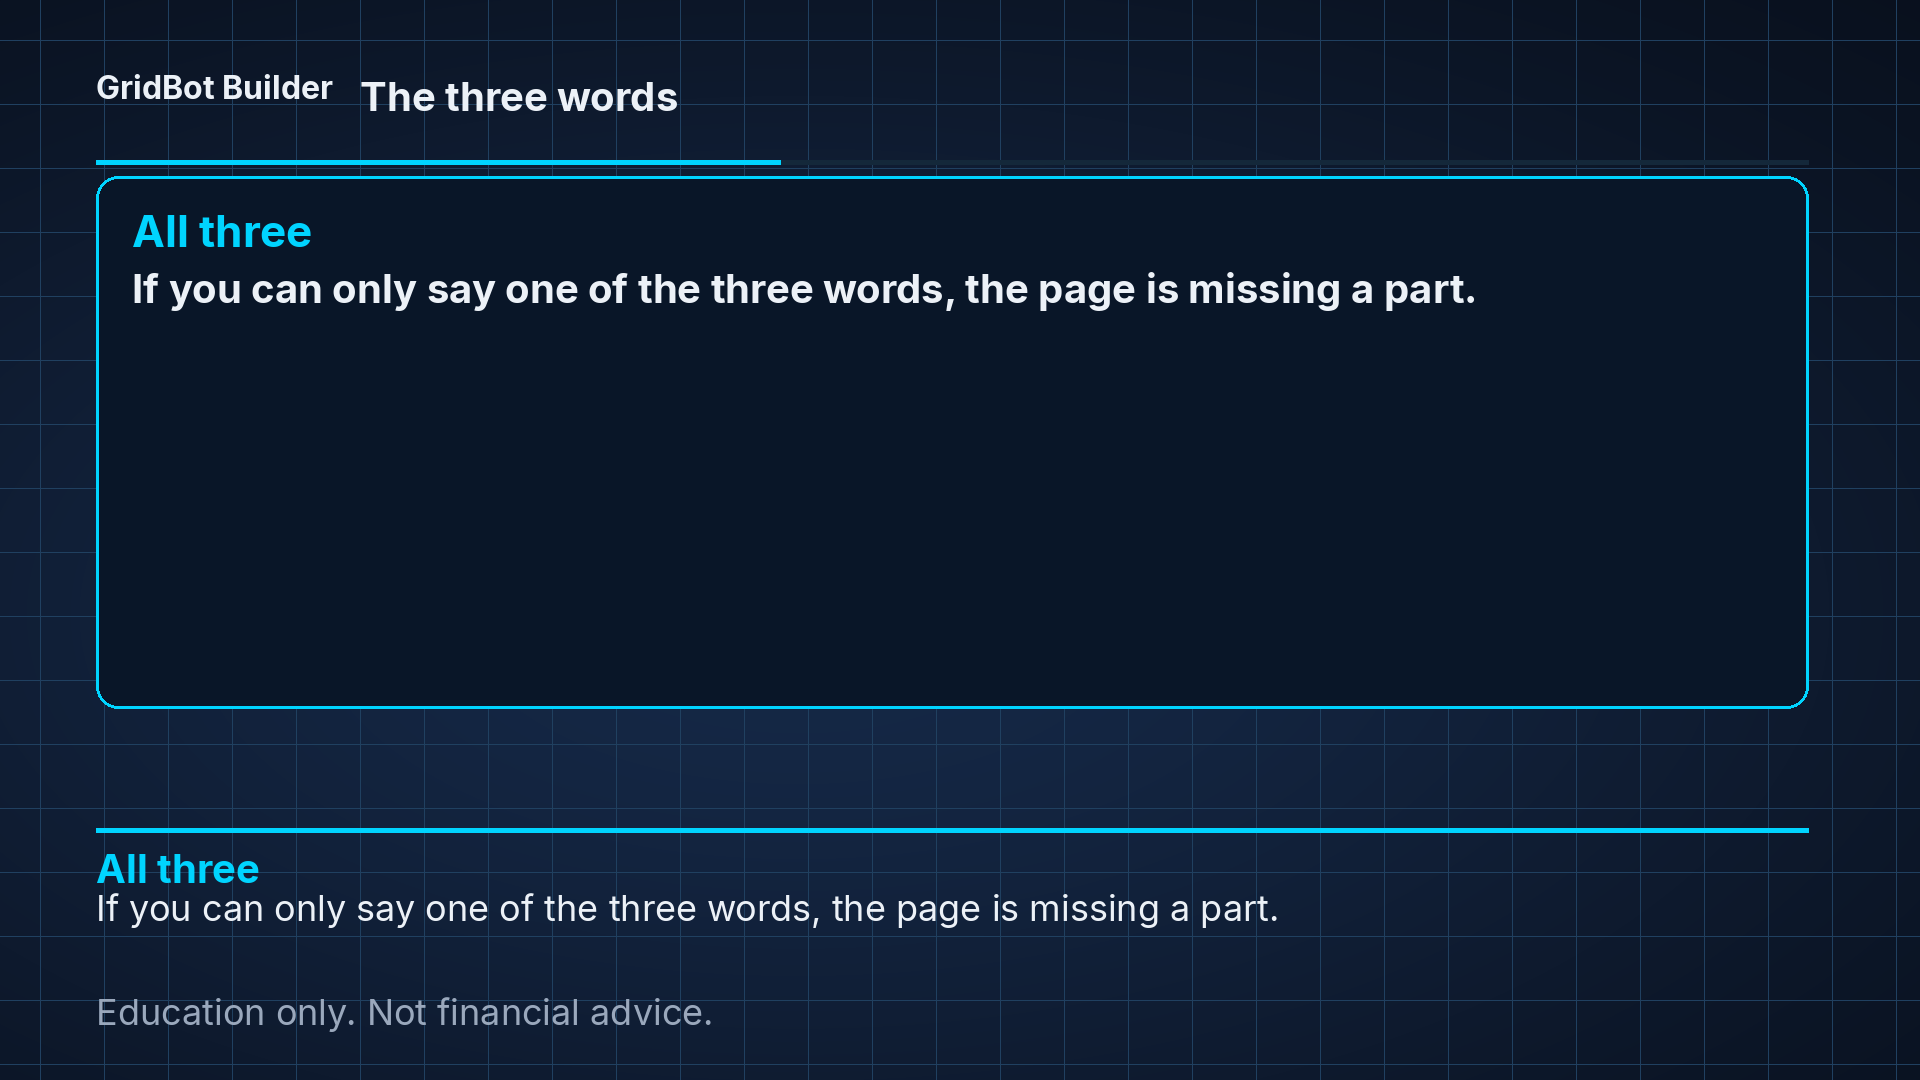 GridBot Builder The three words
All three
If you can only say one of the three words, the page is missing a part.
All three
If you can only say one of the three words, the page is missing a part.
Education only. Not financial advice.